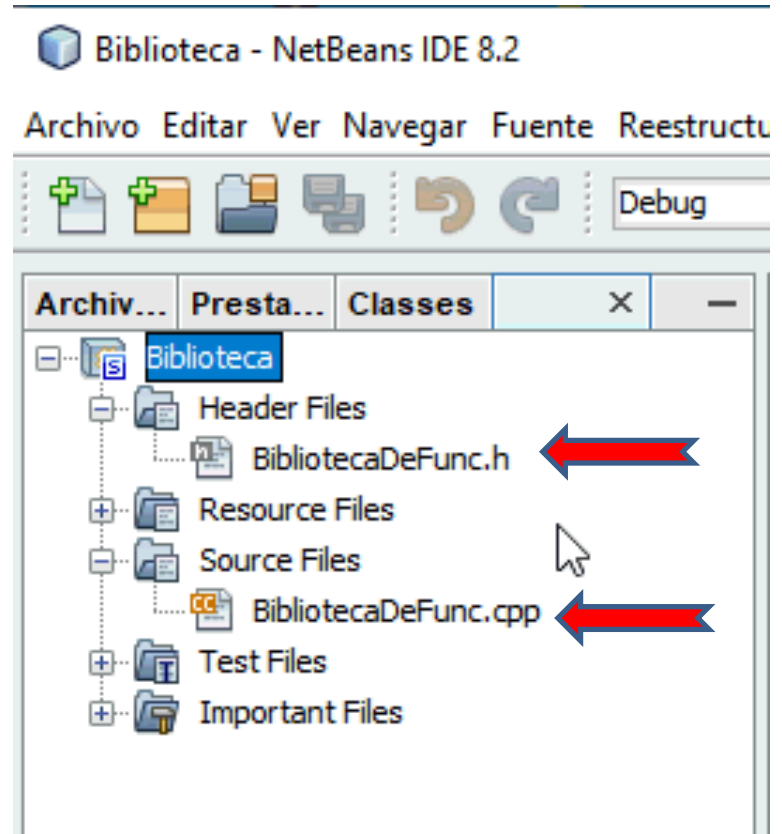 Biblioteca - NetBeans IDE 8.2
Archivo Editar Ver Navegar Fuente Reestructu
Debug
Archiv... Presta... Classes
Biblioteca
Header Files
BibliotecaDeFunc.h
Resource Files
Source Files
BibliotecaDeFunc.cpp
Test Files
Important Files